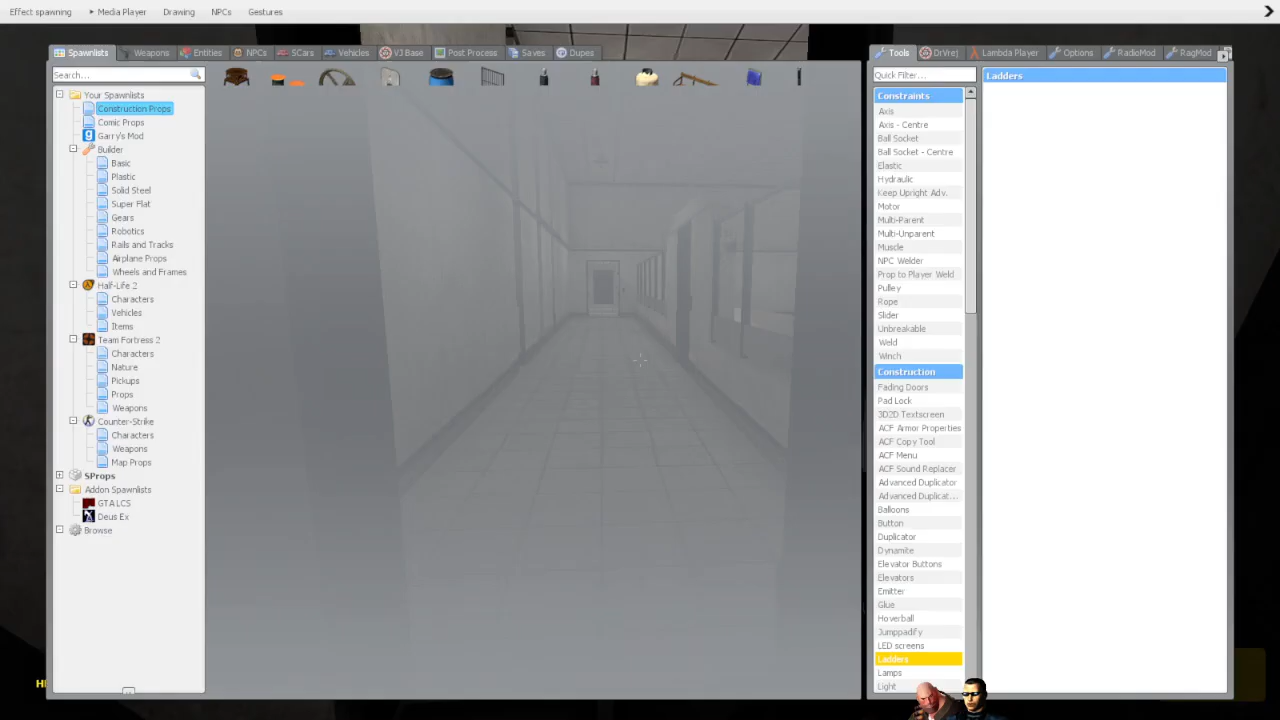 Effect spawning
Media Player
Drawing
NPCs
Gestures
Spawnlists
Weapons
Entities
NPCs
SCars
Vehicles
VJ Base
Post Process
Saves
Dupes
Search...
Your Spawnlists
Construction Props
Comic Props
Garry's Mod
Builder
Basic
Plastic
Solid Steel
Super Flat
Gears
Robotics
Rails and Tracks
Airplane Props
Wheels and Frames
Half-Life 2
Characters
Vehicles
Items
Team Fortress 2
Characters
Nature
Pickups
Props
Weapons
Counter-Strike
Characters
Weapons
Map Props
SProps
Addon Spawnlists
GTA LCS
Deus Ex
Browse
Tools
DrVrej
Lambda Player
Options
RadioMod
RagMod
Quick Filter...
Constraints
Axis
Axis - Centre
Ball Socket
Ball Socket - Centre
Elastic
Hydraulic
Keep Upright Adv.
Motor
Multi-Parent
Multi-Unparent
Muscle
NPC Welder
Prop to Player Weld
Pulley
Rope
Slider
Unbreakable
Weld
Winch
Construction
Fading Doors
Pad Lock
3D2D Textscreen
ACF Armor Properties
ACF Copy Tool
ACF Menu
ACF Sound Replacer
Advanced Duplicator
Advanced Duplicat...
Balloons
Button
Duplicator
Dynamite
Elevator Buttons
Elevators
Emitter
Glue
Hoverball
Jumppadify
LED screens
Ladders
Lamps
Light
Ladders